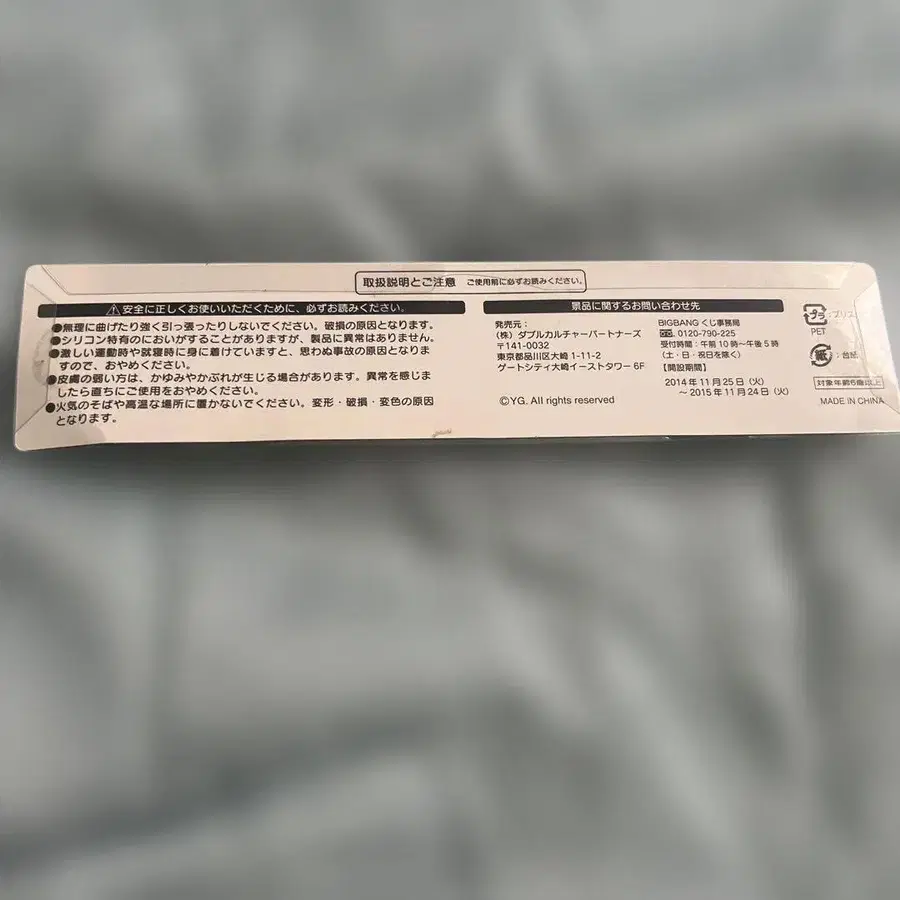 取扱説明とご注意 ご使用前に必ずお読みください。
安全に正しくお使いいただくために、必ずお読みください。
●無理に曲げたり強く引っ張ったりしないでください。破損の原因となります。
●シリコン特有のにおいがすることがありますが、製品に異常はありません。
●激しい運動時や就寝時に身に着けていますと、思わぬ事故の原因となりま
すので、おやめください。
●皮膚の弱い方は、かゆみやかぶれが生じる場合があります。異常を感じま
したら直ちにご使用をおやめください。
●火気のそばや高温な場所に置かないでください。変形・破損・変色の原因
となります。
景品に関するお問い合わせ先
発売元：
(株) ダブルカルチャーパートナーズ
〒141-0032
東京都品川区大崎 1-11-2
ゲートシティ大崎イーストタワー 6F
©YG. All rights reserved
BIGBANG くじ事務局
0120-790-225
受付時間：午前 10 時〜午後 5 時
(土・日・祝日を除く)
【開設期間】
2014 年 11 月 25 日 (火)
〜 2015 年 11 月 24 日 (火)
プラ：ブリス
PET
紙：台紙
対象年齢6歳以上
MADE IN CHINA